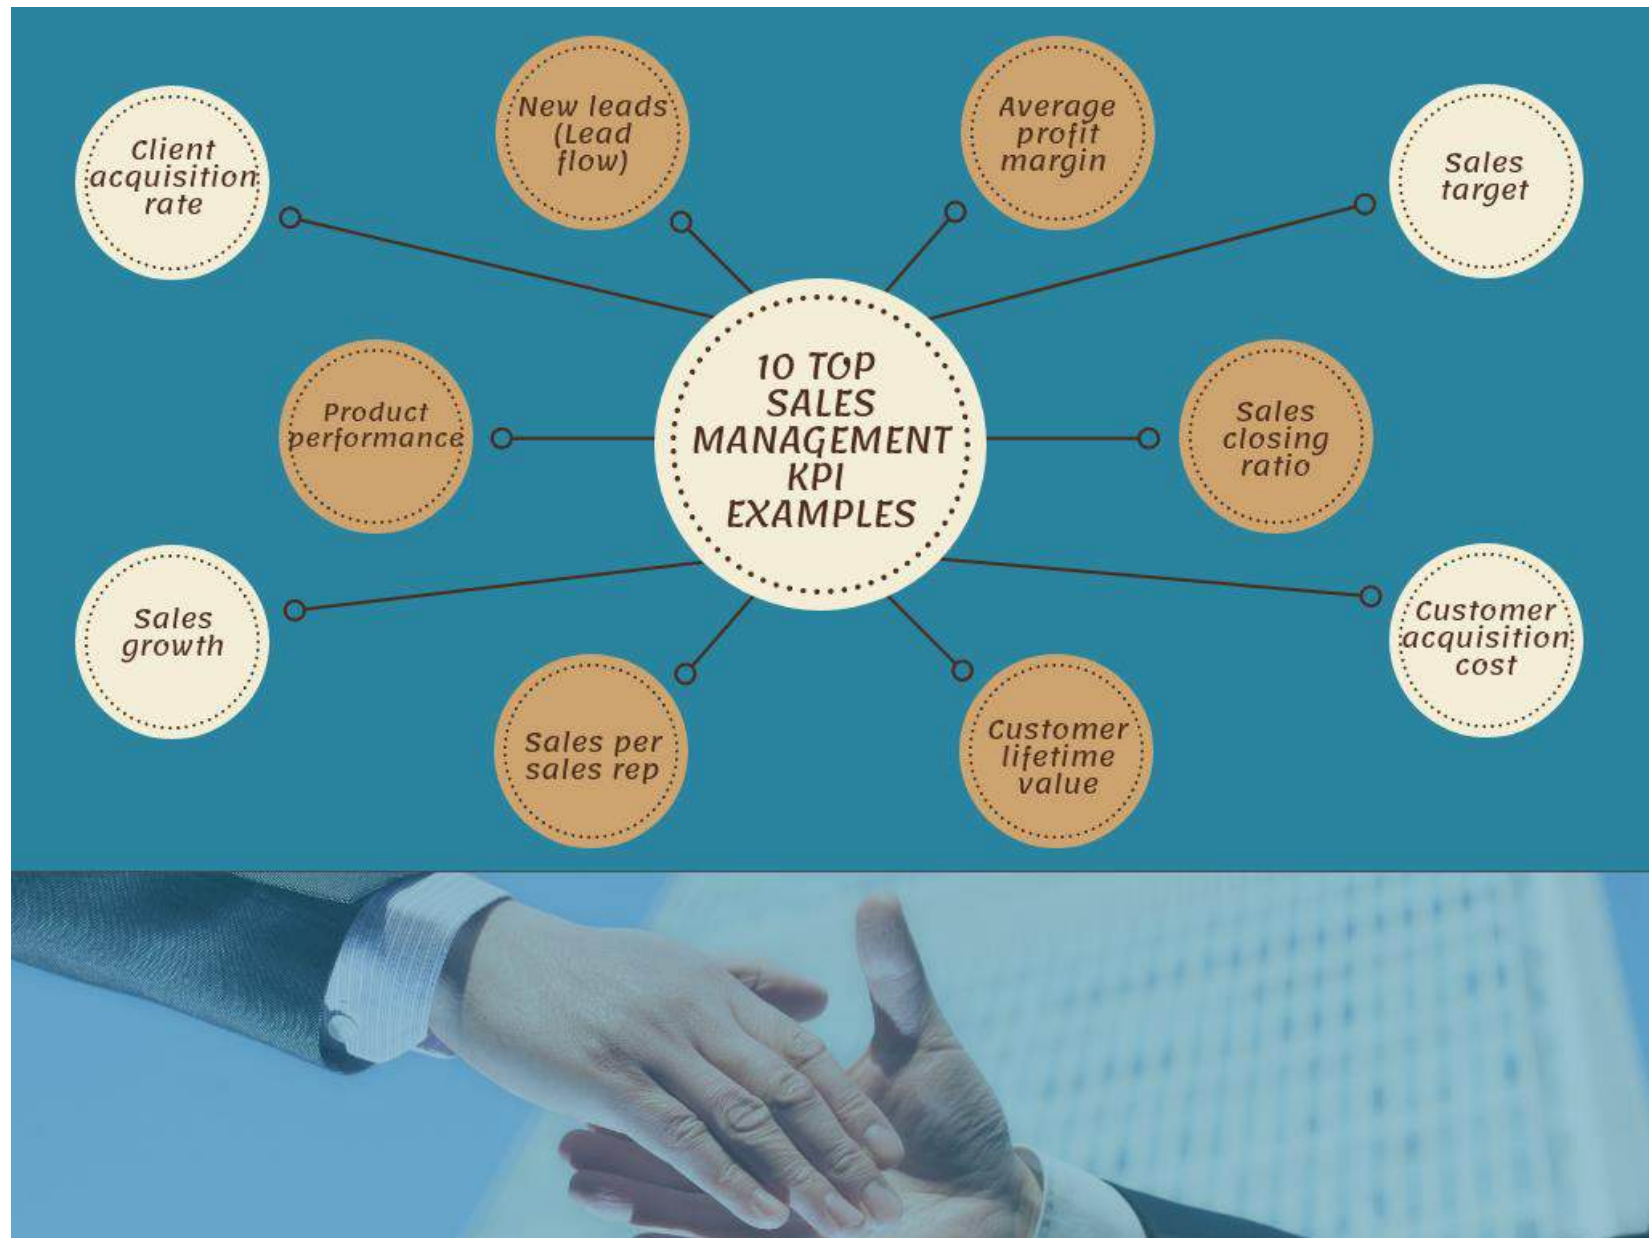 New leads
(Lead
flow)
Average
profit
margin
Client
acquisition
rate
Sales
target
10 TOP
SALES
MANAGEMENT
KPI
EXAMPLES
Product
performance
Sales
closing
ratio
Sales
growth
Customer
acquisition
cost
Sales per
sales rep
Customer
lifetime
value